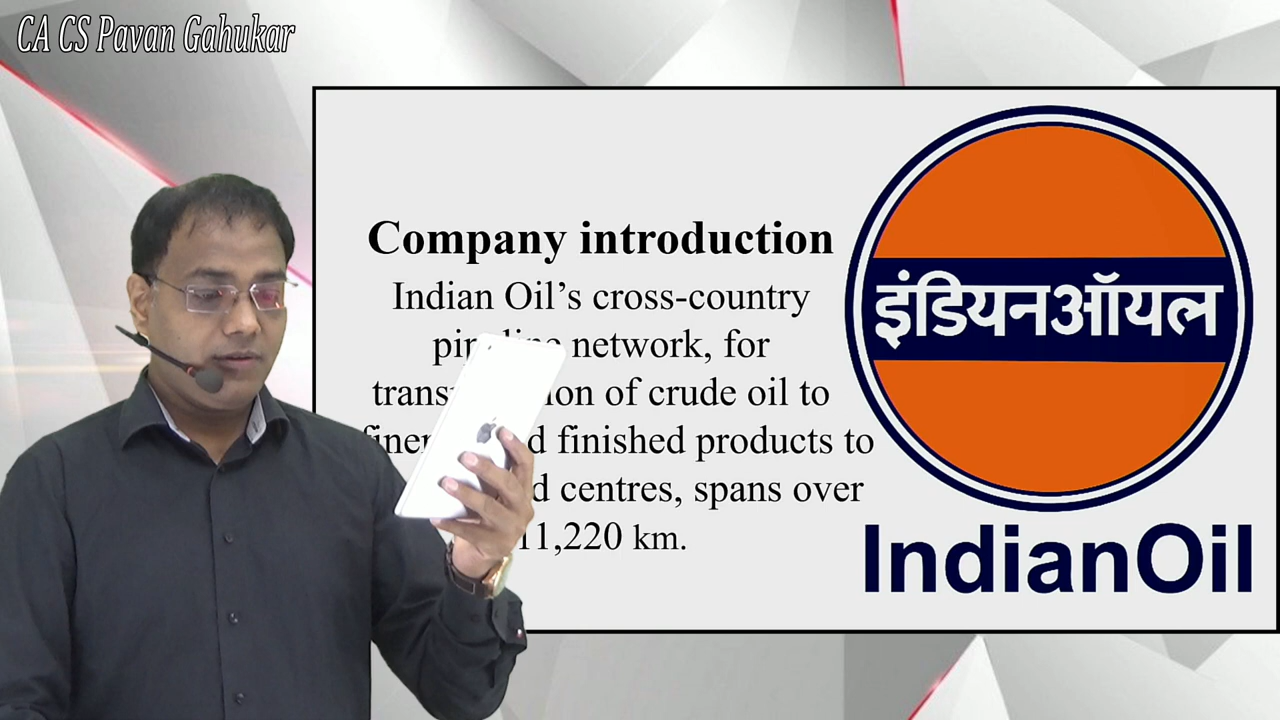 CA CS Pavan Gahukar
Company introduction
Indian Oil’s cross-country
network, for
of crude oil to
finished products to
centres, spans over
11,220 km.
इंडियनऑयल
IndianOil